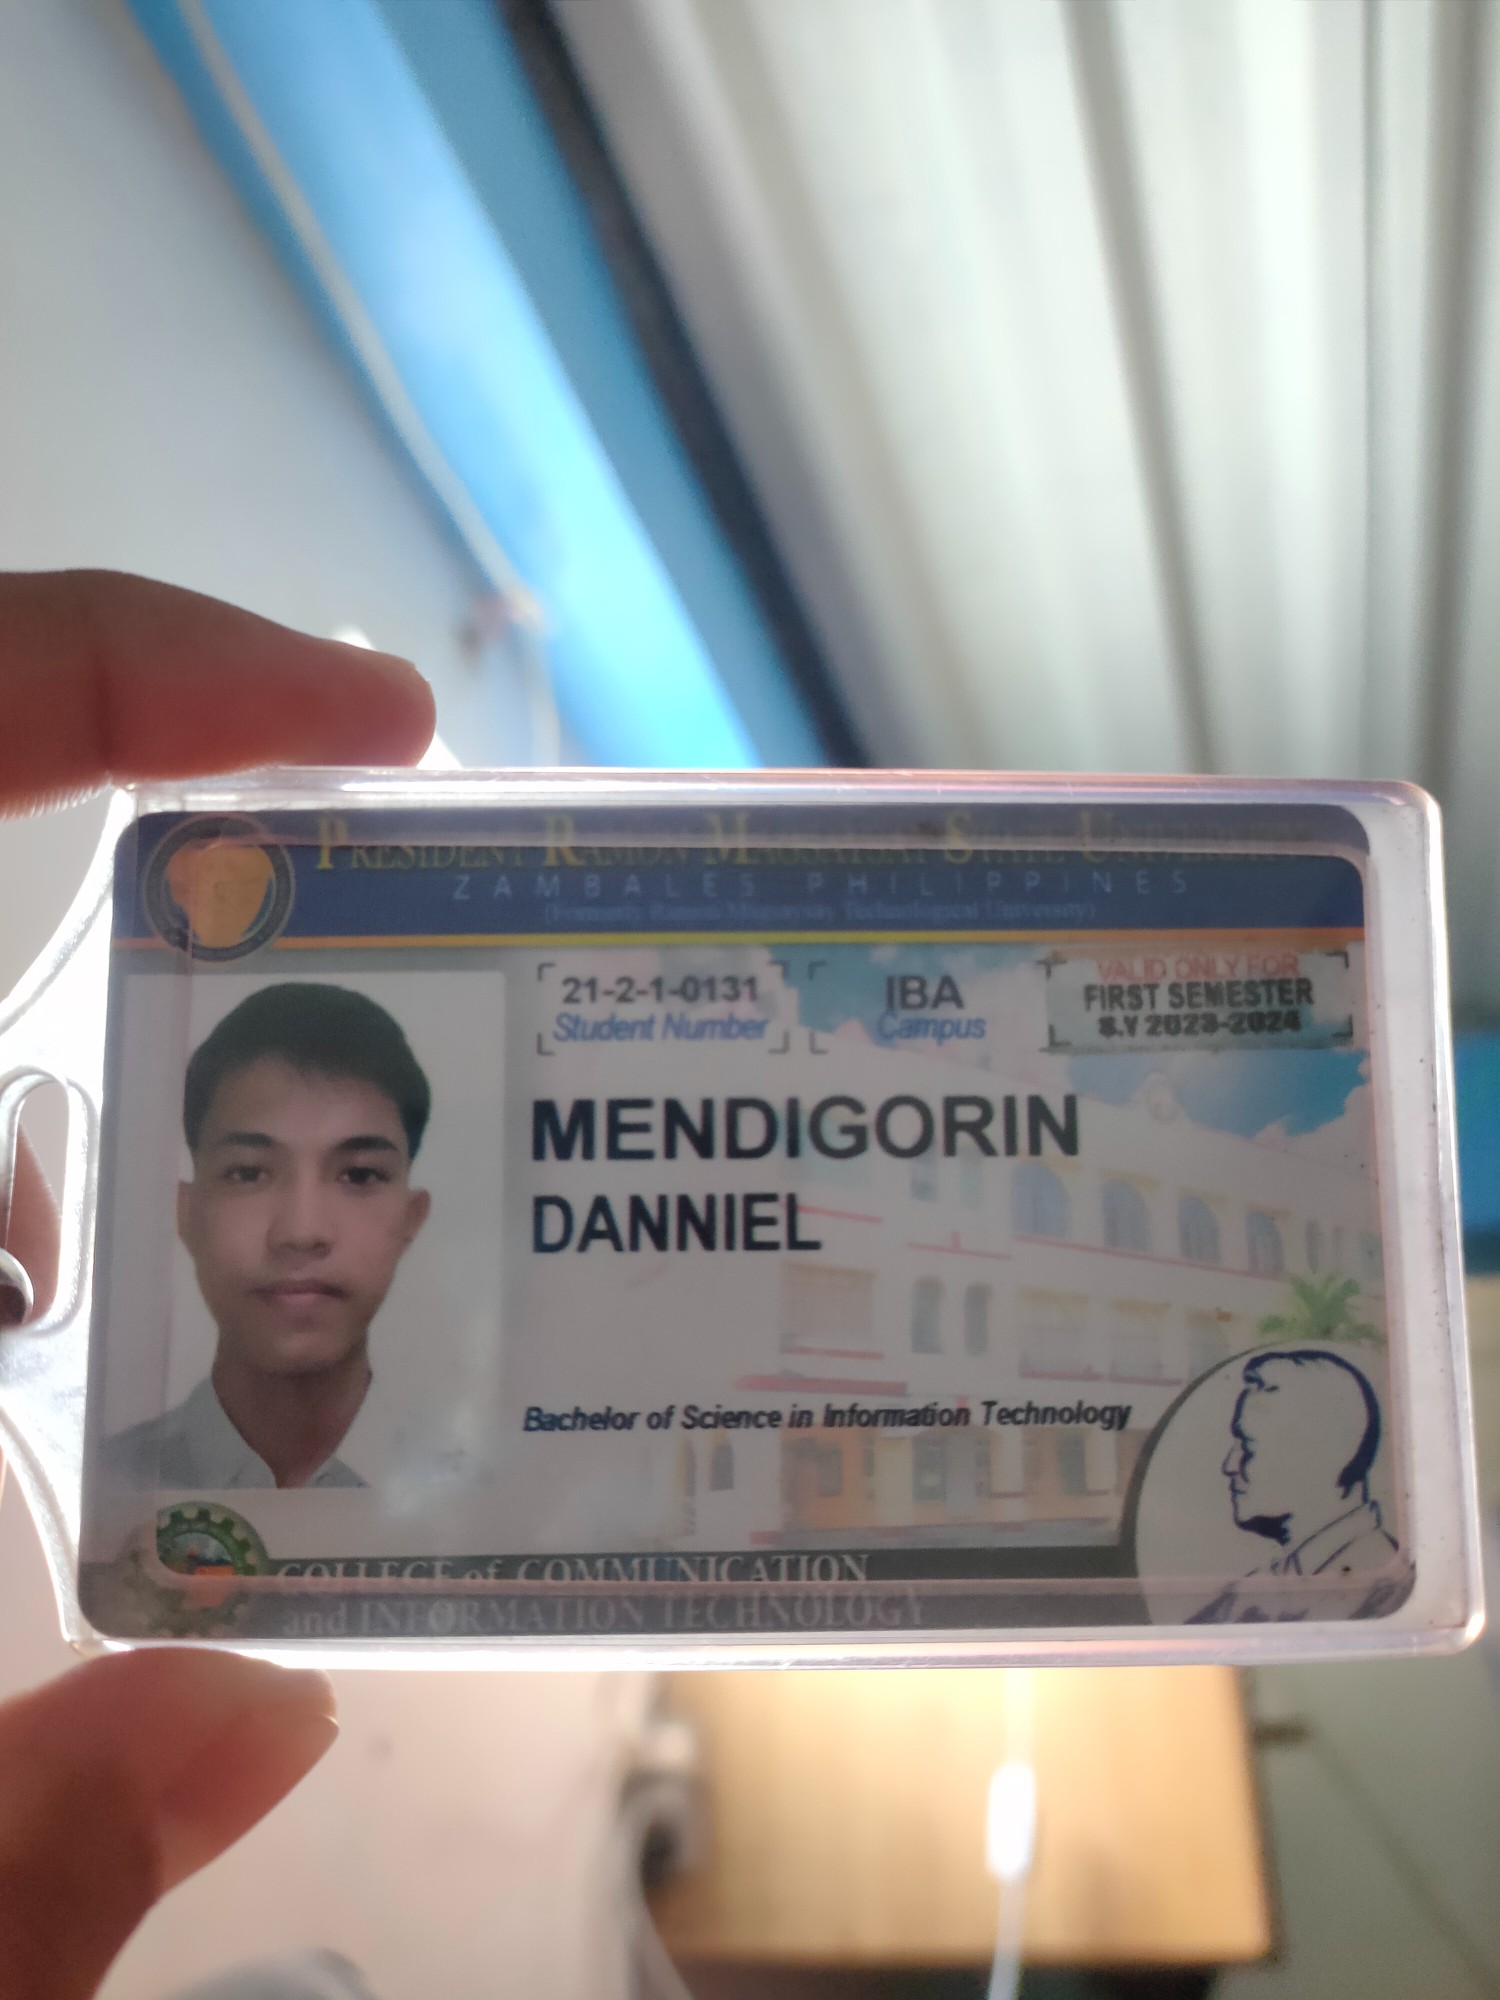 PRESIDENT RAMON MAGSAYSAY STATE UNIVERSITY
ZAMBALES PHILIPPINES
(Formerly Ramon Magsaysay Technological University)
21-2-1-0131
Student Number
IBA
Campus
VALID ONLY FOR
FIRST SEMESTER
S.Y 2023-2024
MENDIGORIN
DANNIEL
Bachelor of Science in Information Technology
COLLEGE of COMMUNICATION
and INFORMATION TECHNOLOGY